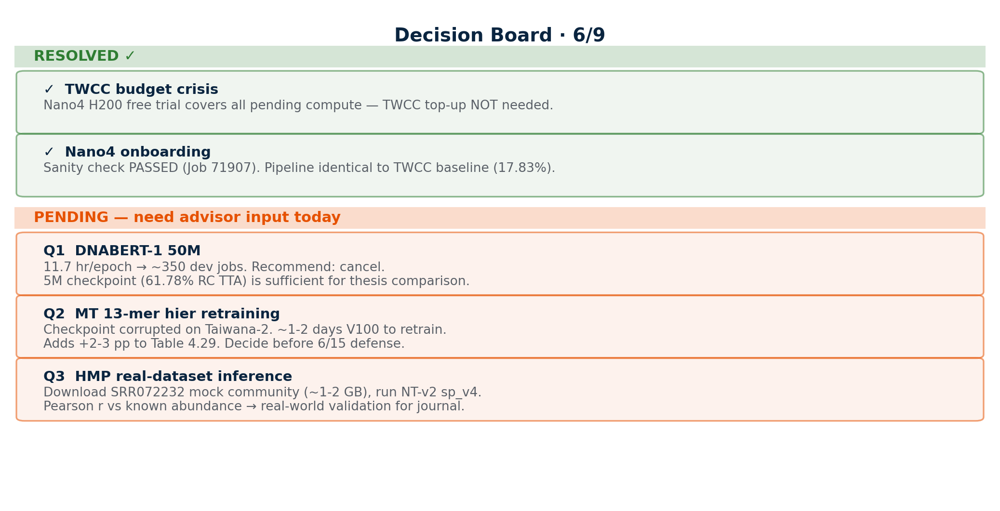 Decision Board · 6/9
RESOLVED ✓
✓ TWCC budget crisis
Nano4 H200 free trial covers all pending compute — TWCC top-up NOT needed.
✓ Nano4 onboarding
Sanity check PASSED (Job 71907). Pipeline identical to TWCC baseline (17.83%).
PENDING — need advisor input today
Q1 DNABERT-1 50M
11.7 hr/epoch → ~350 dev jobs. Recommend: cancel.
5M checkpoint (61.78% RC TTA) is sufficient for thesis comparison.
Q2 MT 13-mer hier retraining
Checkpoint corrupted on Taiwana-2. ~1-2 days V100 to retrain.
Adds +2-3 pp to Table 4.29. Decide before 6/15 defense.
Q3 HMP real-dataset inference
Download SRR072232 mock community (~1-2 GB), run NT-v2 sp_v4.
Pearson r vs known abundance → real-world validation for journal.